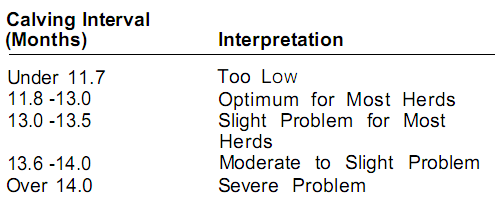 Calving Interval
(Months) Interpretation
Under 11.7 Too Low
11.8 -13.0 Optimum for Most Herds
13.0 -13.5 Slight Problem for Most
Herds
13.6 -14.0 Moderate to Slight Problem
Over 14.0 Severe Problem